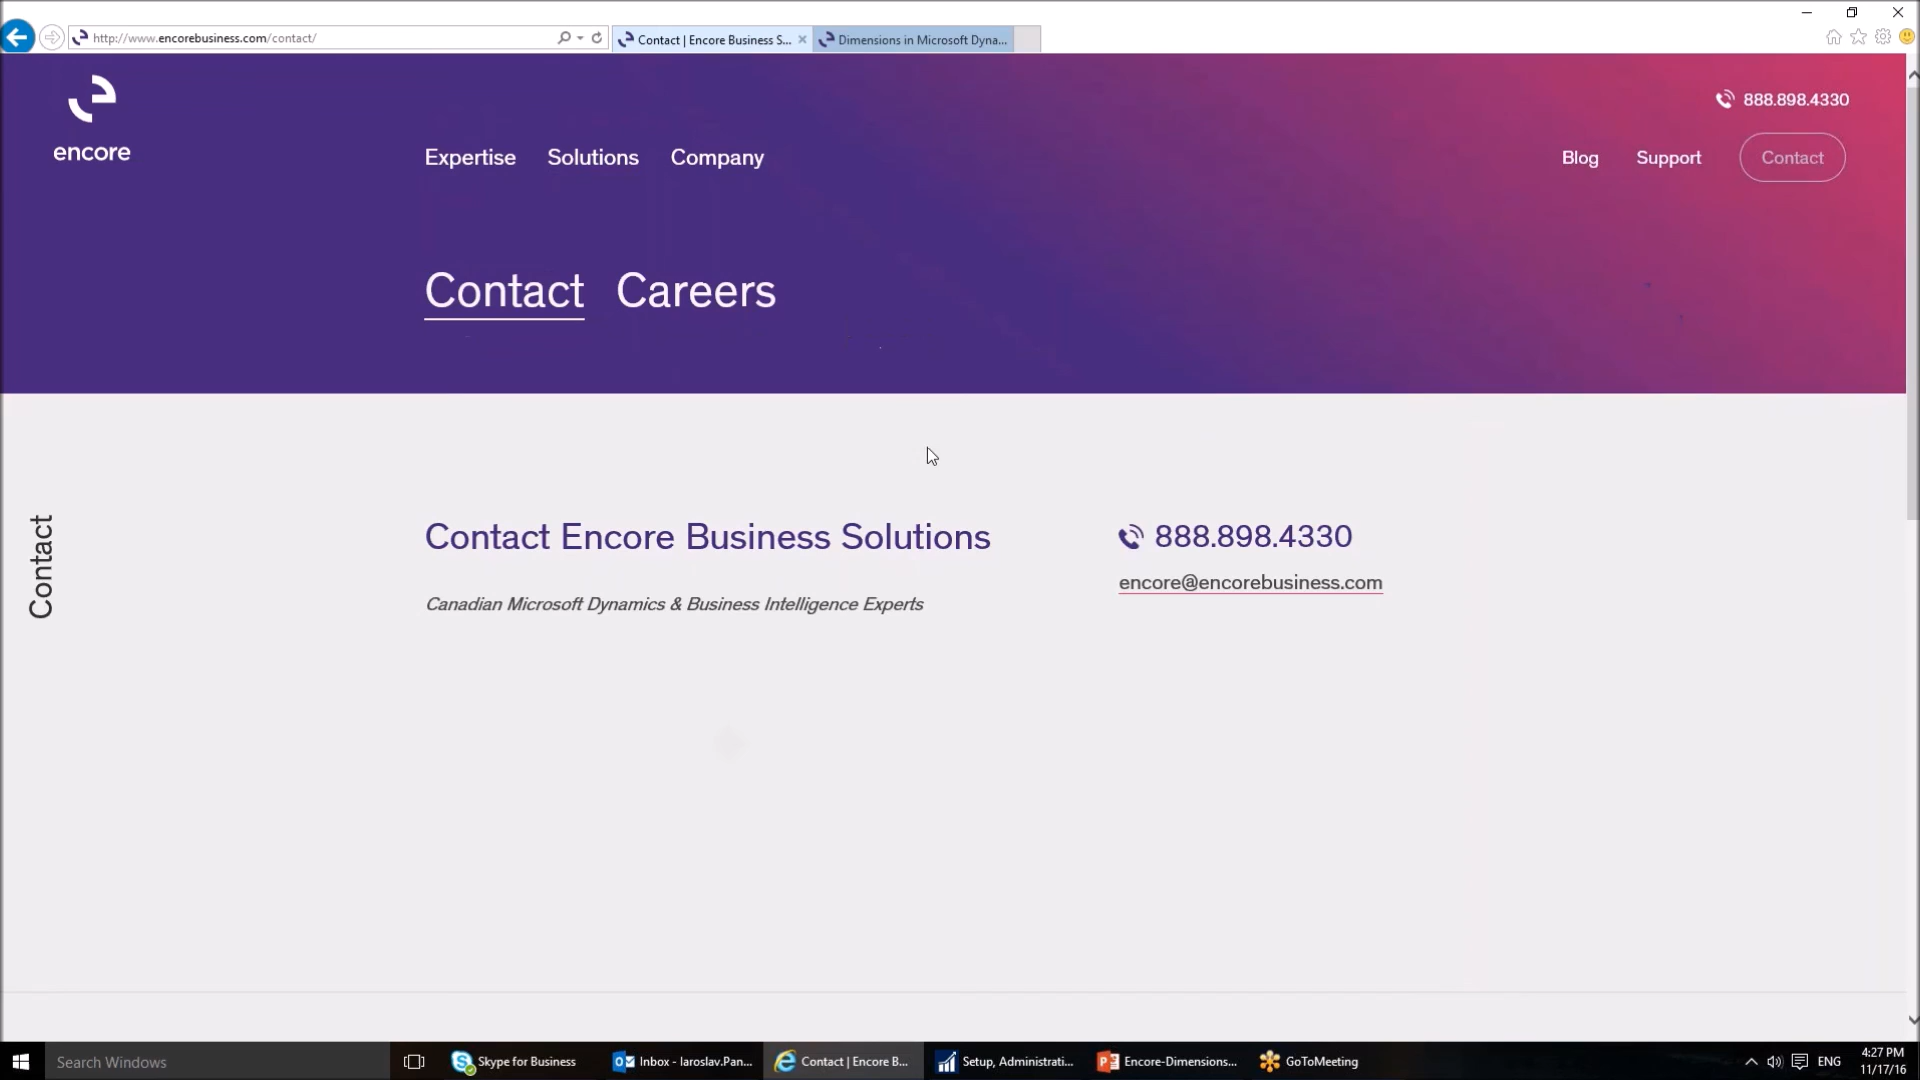 http://www.encorebusiness.com/contact/
Contact | Encore Business S...
Dimensions in Microsoft Dyna...
encore
888.898.4330
Expertise
Solutions
Company
Blog
Support
Contact
Contact
Careers
Contact
Contact Encore Business Solutions
888.898.4330
encore@encorebusiness.com
Canadian Microsoft Dynamics & Business Intelligence Experts
Search Windows
Skype for Business
Inbox - Iaroslav.Pan...
Contact | Encore B...
Setup, Administrati...
Encore-Dimensions...
GoToMeeting
ENG
4:27 PM
11/17/16